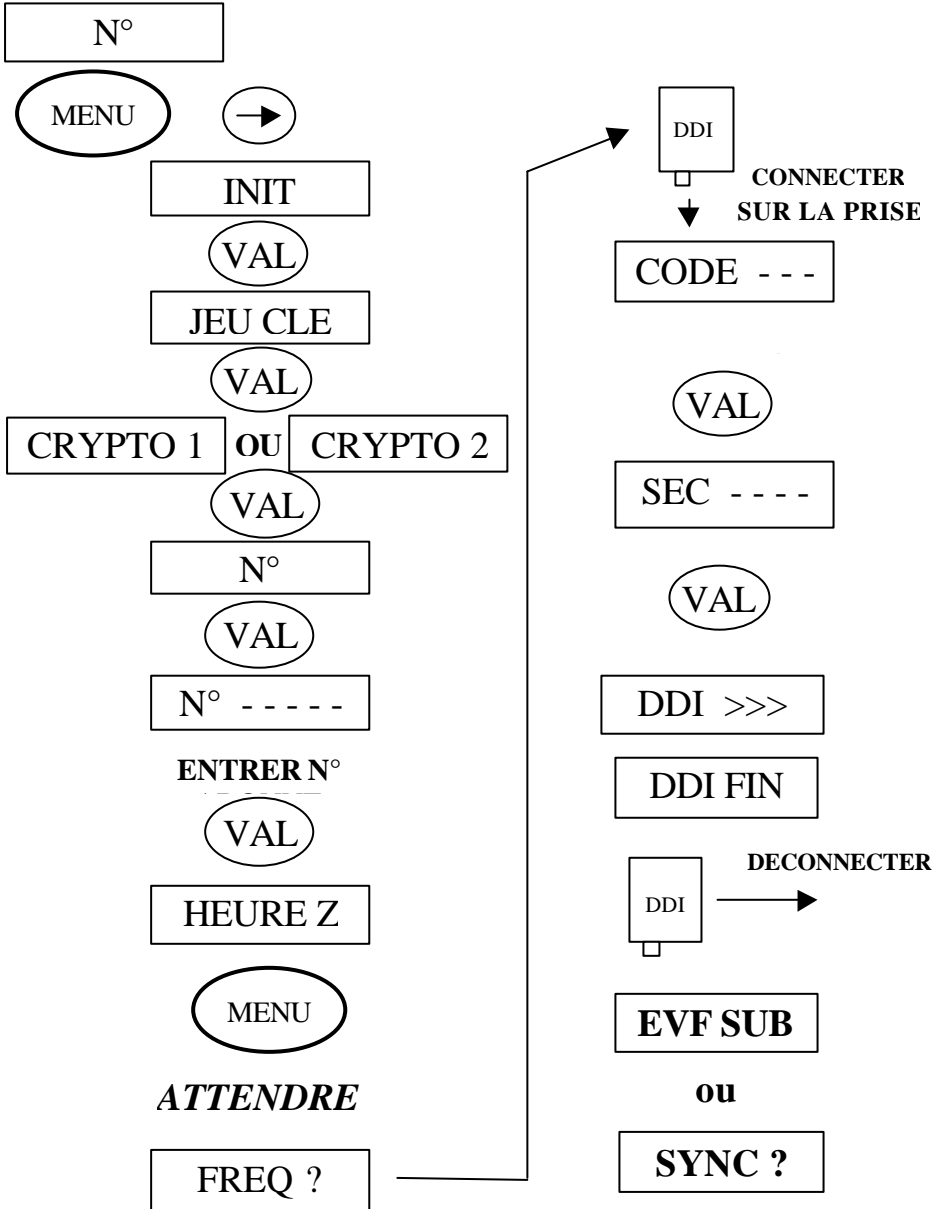 N°
MENU
INIT
VAL
JEU CLE
VAL
CRYPTO 1 OU CRYPTO 2
VAL
N°
VAL
N° - - - - -
ENTRER N°
VAL
HEURE Z
MENU
ATTENDRE
FREQ ?
DDI
CONNECTER
SUR LA PRISE
CODE - - -
VAL
SEC - - - -
VAL
DDI >>>
DDI FIN
DECONNECTER
DDI
EVF SUB
ou
SYNC ?